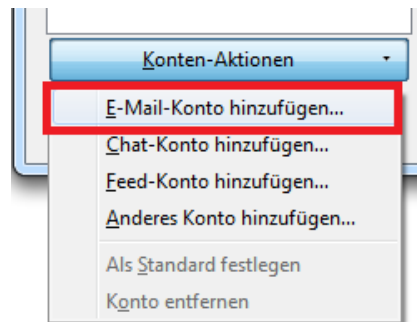 Konten-Aktionen
E-Mail-Konto hinzufügen...
Chat-Konto hinzufügen...
Feed-Konto hinzufügen...
Anderes Konto hinzufügen...
Als Standard festlegen
Konto entfernen